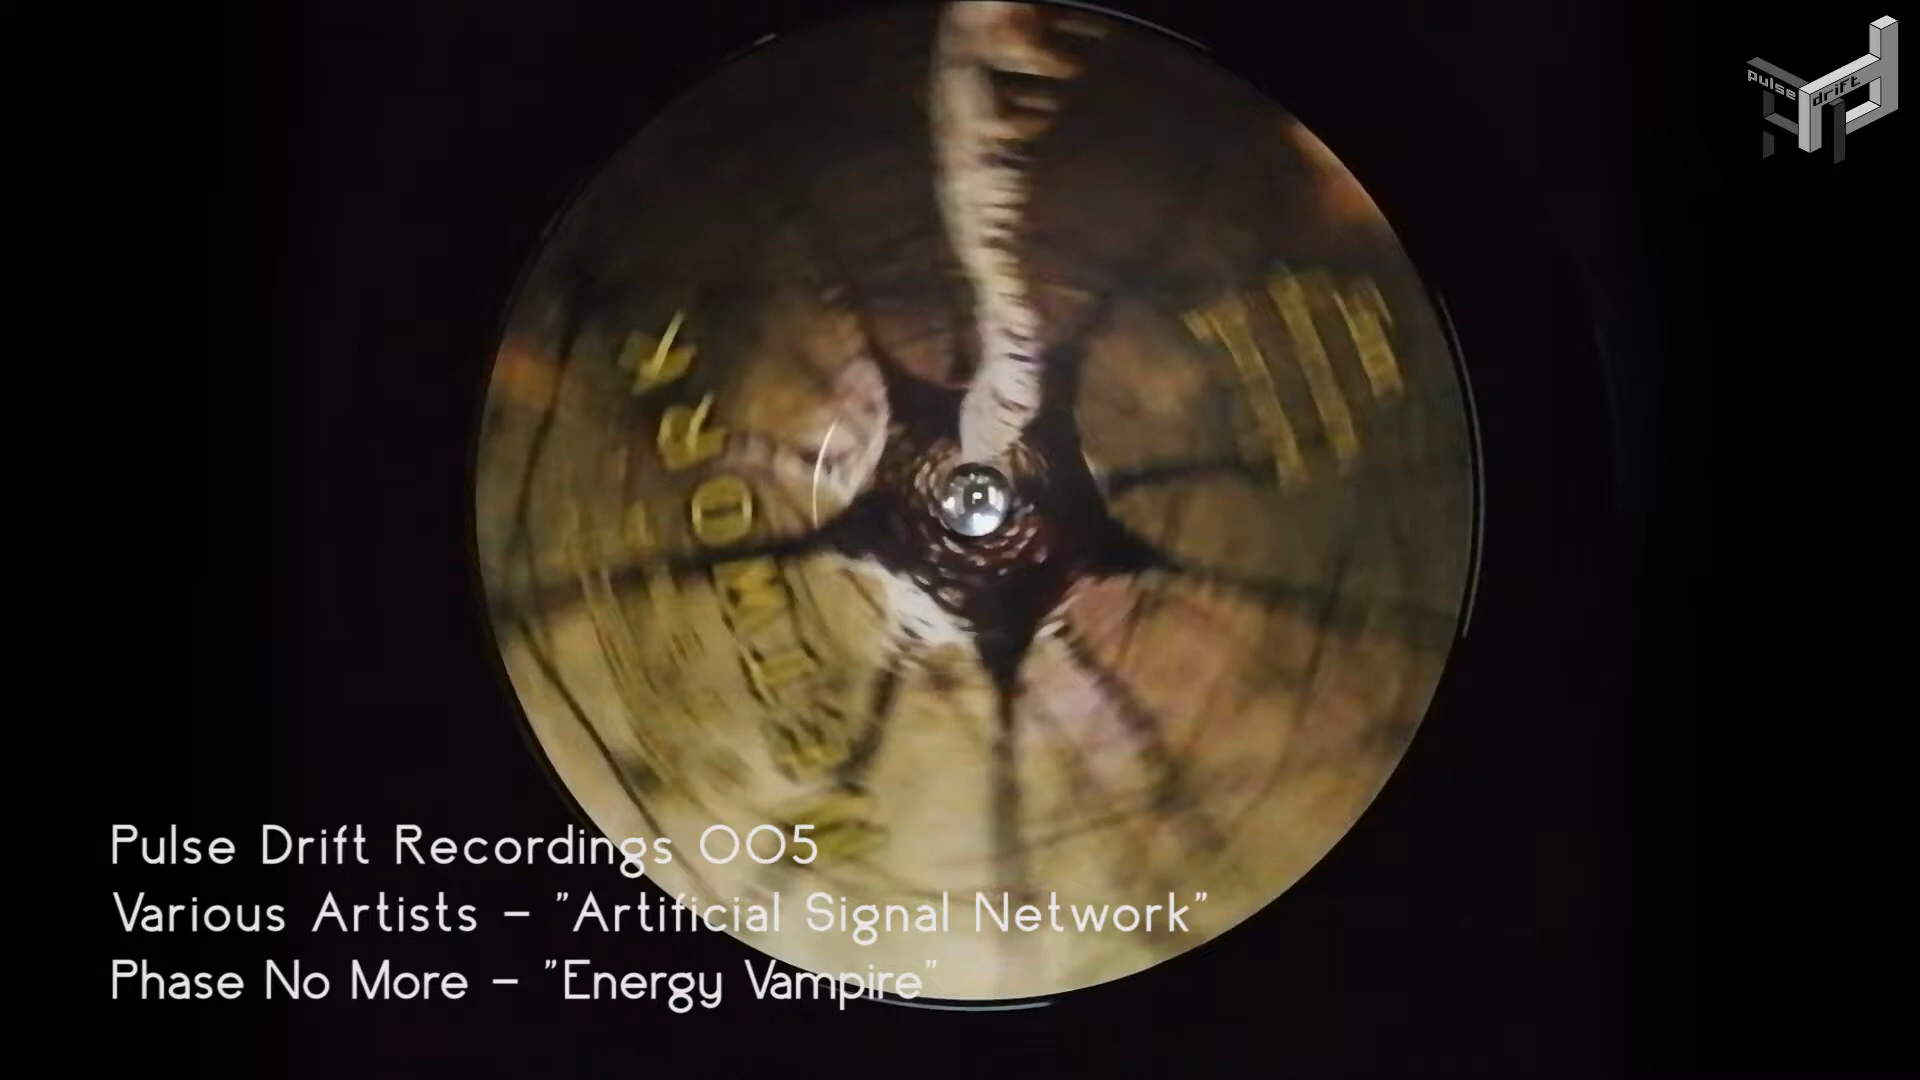 pulse drift
Pulse Drift Recordings 005
Various Artists – "Artificial Signal Network"
Phase No More – "Energy Vampire"